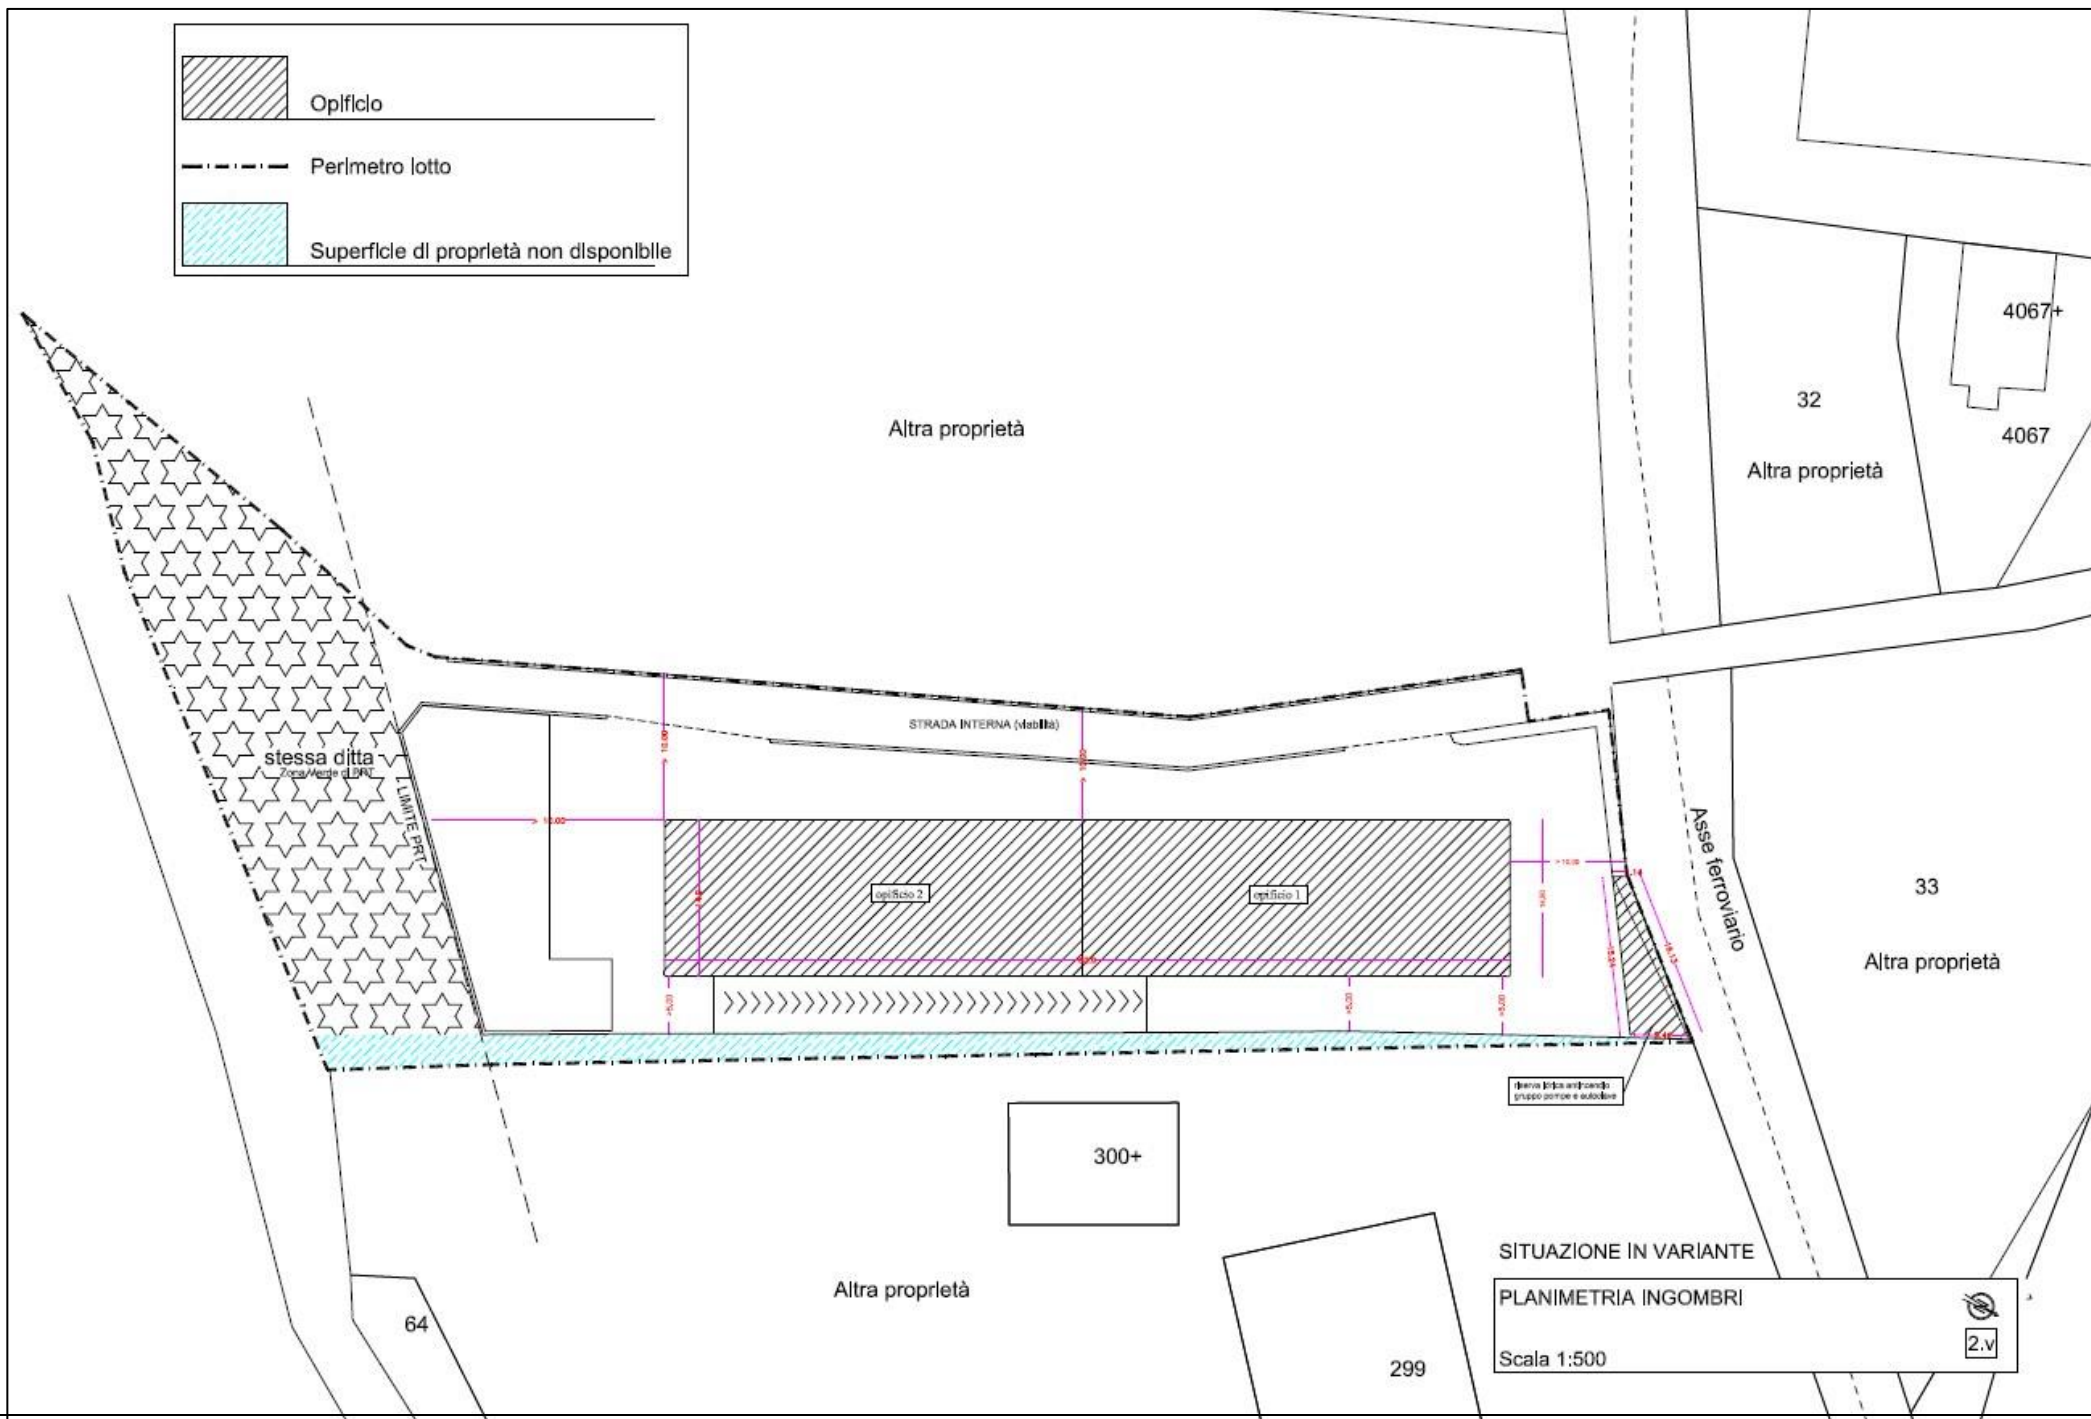 Opificio
Perimetro lotto
Superficie di proprietà non disponibile
4067+
32
4067
Altra proprietà
Altra proprietà
STRADA INTERNA (viabilità)
10.00
stessa ditta
Zona Verde di PRT
LIMITE PRT
> 10.00
Asse ferroviario
> 10.00
opificio 2
opificio 1
33
Altra proprietà
>5,00
>5,00
>5,00
riserva idrica antincendio
gruppo pompe e autoclave
300+
Altra proprietà
64
299
SITUAZIONE IN VARIANTE
PLANIMETRIA INGOMBRI
2.v
Scala 1:500